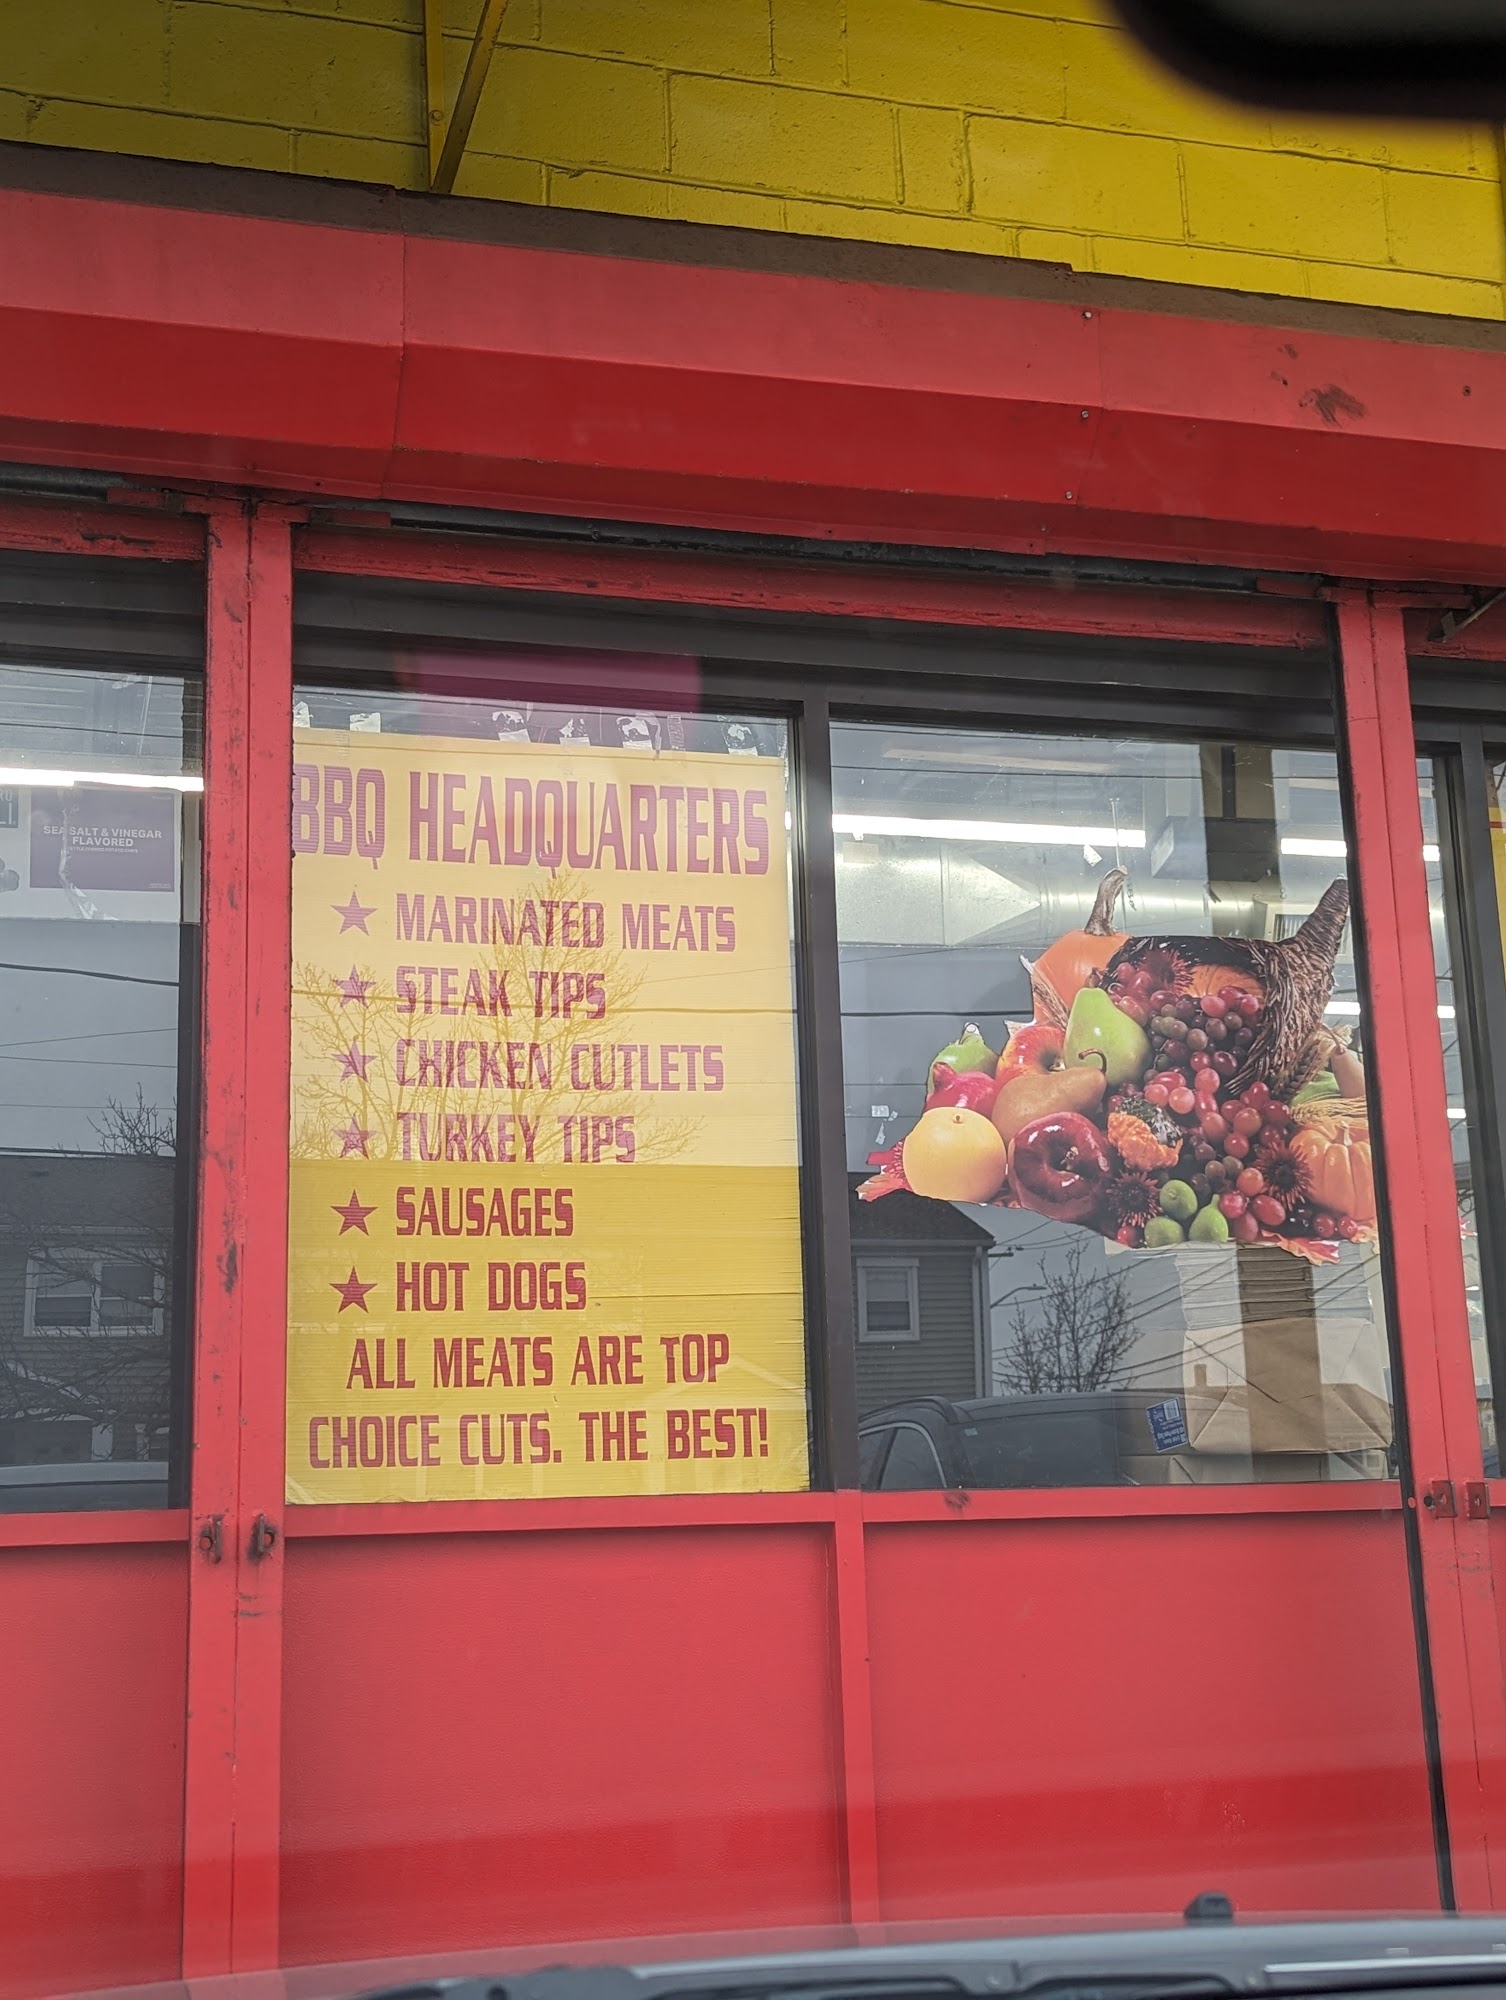 BBQ HEADQUARTERS
★ MARINATED MEATS
★ STEAK TIPS
★ CHICKEN CUTLETS
★ TURKEY TIPS
★ SAUSAGES
★ HOT DOGS
ALL MEATS ARE TOP
CHOICE CUTS. THE BEST!
SEA SALT & VINEGAR
FLAVORED